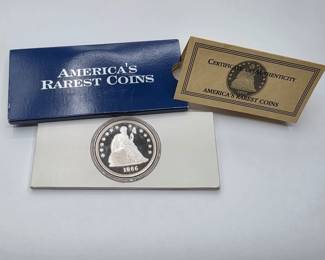 AMERICA'S
RAREST COINS
CERTIFICATE OF AUTHENTICITY
AMERICA'S RAREST COINS
1866